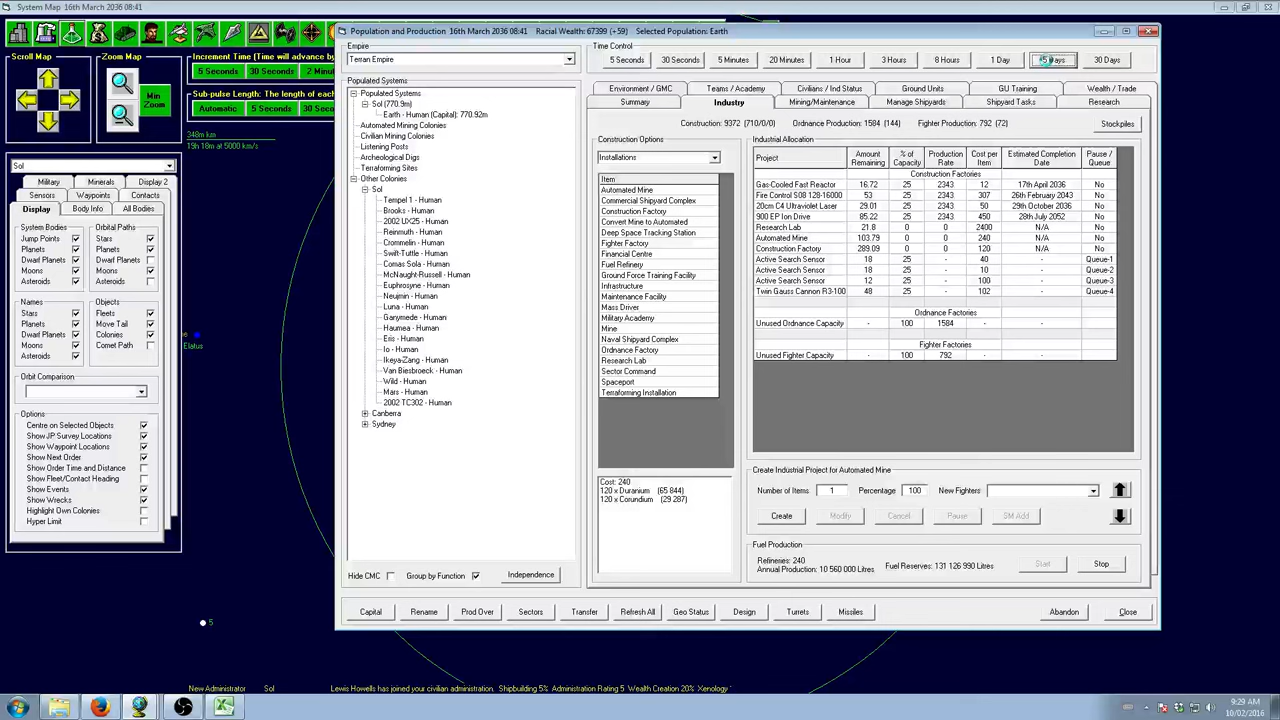 System Map 16th March 2036 08:41
Scroll Map
Zoom Map
Min Zoom
Increment Time (Time will advance by
5 Seconds 30 Seconds 2 Minu
Sub-pulse Length: The length of each
Automatic 5 Seconds 30 Sec
348m km
19h 18m at 5000 km/s
Sol
Military Minerals Display 2
Sensors Waypoints Contacts
Display Body Info All Bodies
System Bodies Orbital Paths
Jump Points Stars
Planets Planets
Dwarf Planets Dwarf Planets
Moons Moons
Asteroids Asteroids
Names Objects
Stars Fleets
Planets Move Tail
Dwarf Planets Colonies
Moons Comet Path
Asteroids
Orbit Comparison
Options
Centre on Selected Objects
Show JP Survey Locations
Show Waypoint Locations
Show Next Order
Show Order Time and Distance
Show Fleet/Contact Heading
Show Events
Show Wrecks
Highlight Own Colonies
Hyper Limit
Elatus
5
Population and Production 16th March 2036 08:41 Racial Wealth: 67399 (+59) Selected Population: Earth
Empire
Terran Empire
Time Control
5 Seconds 30 Seconds 5 Minutes 20 Minutes 1 Hour 3 Hours 8 Hours 1 Day 5 Days 30 Days
Populated Systems
Populated Systems
Sol (770.9m)
Earth - Human (Capital): 770.92m
Automated Mining Colonies
Civilian Mining Colonies
Listening Posts
Archeological Digs
Terraforming Sites
Other Colonies
Sol
Tempel 1 - Human
Brooks - Human
2002 UX25 - Human
Reinmuth - Human
Crommelin - Human
Swift-Tuttle - Human
Comas Sola - Human
McNaught-Russell - Human
Euphrosyne - Human
Neujmin - Human
Luna - Human
Ganymede - Human
Haumea - Human
Eris - Human
Io - Human
Ikeya-Zang - Human
Van Biesbroeck - Human
Wild - Human
Mars - Human
2002 TC302 - Human
Canberra
Sydney
Hide CMC Group by Function Independence
Environment / GMC Teams / Academy Civilians / Ind Status Ground Units GU Training Wealth / Trade
Summary Industry Mining/Maintenance Manage Shipyards Shipyard Tasks Research
Construction: 9372 (710/0/0) Ordnance Production: 1584 (144) Fighter Production: 792 (72)
Stockpiles
Construction Options
Installations
Item
Automated Mine
Commercial Shipyard Complex
Construction Factory
Convert Mine to Automated
Deep Space Tracking Station
Fighter Factory
Financial Centre
Fuel Refinery
Ground Force Training Facility
Infrastructure
Maintenance Facility
Mass Driver
Military Academy
Mine
Naval Shipyard Complex
Ordnance Factory
Research Lab
Sector Command
Spaceport
Terraforming Installation
Cost: 240
120 x Duranium (65 844)
120 x Corundium (29 287)
Industrial Allocation
Project Amount Remaining % of Capacity Production Rate Cost per Item Estimated Completion Date Pause / Queue
Construction Factories
Gas-Cooled Fast Reactor 16.72 25 2343 12 17th April 2036 No
Fire Control S08 128-16000 53 25 2343 307 26th February 2043 No
20cm C4 Ultraviolet Laser 29.01 25 2343 50 29th October 2036 No
900 EP Ion Drive 85.22 25 2343 450 28th July 2052 No
Research Lab 21.8 0 0 2400 N/A No
Automated Mine 103.79 0 0 240 N/A No
Construction Factory 289.09 0 0 120 N/A No
Active Search Sensor 18 25 - 40 - Queue-1
Active Search Sensor 18 25 - 10 - Queue-2
Active Search Sensor 12 25 - 100 - Queue-3
Twin Gauss Cannon R3-100 48 25 - 102 - Queue-4
Ordnance Factories
Unused Ordnance Capacity - 100 1584 - - -
Fighter Factories
Unused Fighter Capacity - 100 792 - - -
Create Industrial Project for Automated Mine
Number of Items 1 Percentage 100 New Fighters
Create Modify Cancel Pause SM Add
Fuel Production
Refineries: 240
Annual Production: 10 560 000 Litres
Fuel Reserves: 131 126 990 Litres
Start Stop
Capital Rename Prod Over Sectors Transfer Refresh All Geo Status Design Turrets Missiles Abandon Close
New Administrator Sol Lewis Howells has joined your civilian administration. Shipbuilding 5% Administration Rating 5 Wealth Creation 20% Xenology
9:29 AM
10/02/2016